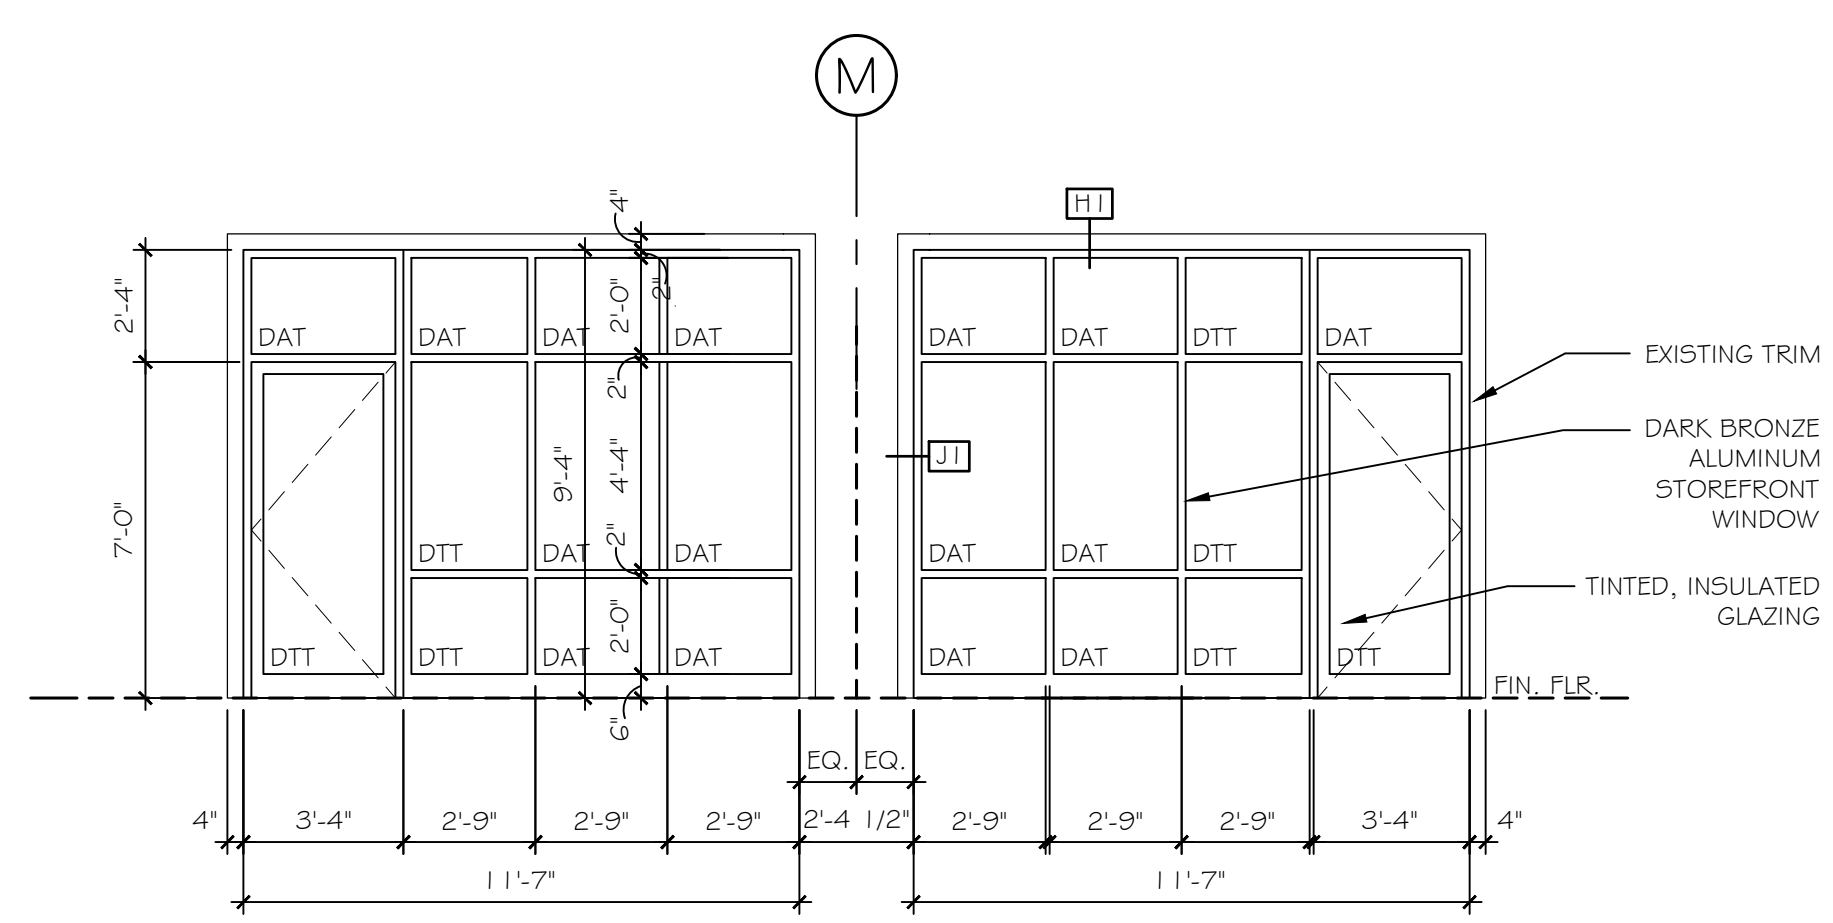 M
H1
4"
2'-4"
2'-0"
2"
DAT
DAT
DAT
DAT
DAT
DAT
DTT
DAT
EXISTING TRIM
2"
DARK BRONZE
ALUMINUM
STOREFRONT
WINDOW
J1
9'-4"
4'-4"
7'-0"
2"
DTT
DAT
DAT
DAT
DAT
DTT
TINTED, INSULATED
GLAZING
2'-0"
DTT
DTT
DAT
DAT
DAT
DAT
DTT
DTT
FIN. FLR.
6"
EQ. EQ.
4" 3'-4" 2'-9" 2'-9" 2'-9" 2'-4 1/2" 2'-9" 2'-9" 2'-9" 3'-4" 4"
11'-7" 11'-7"